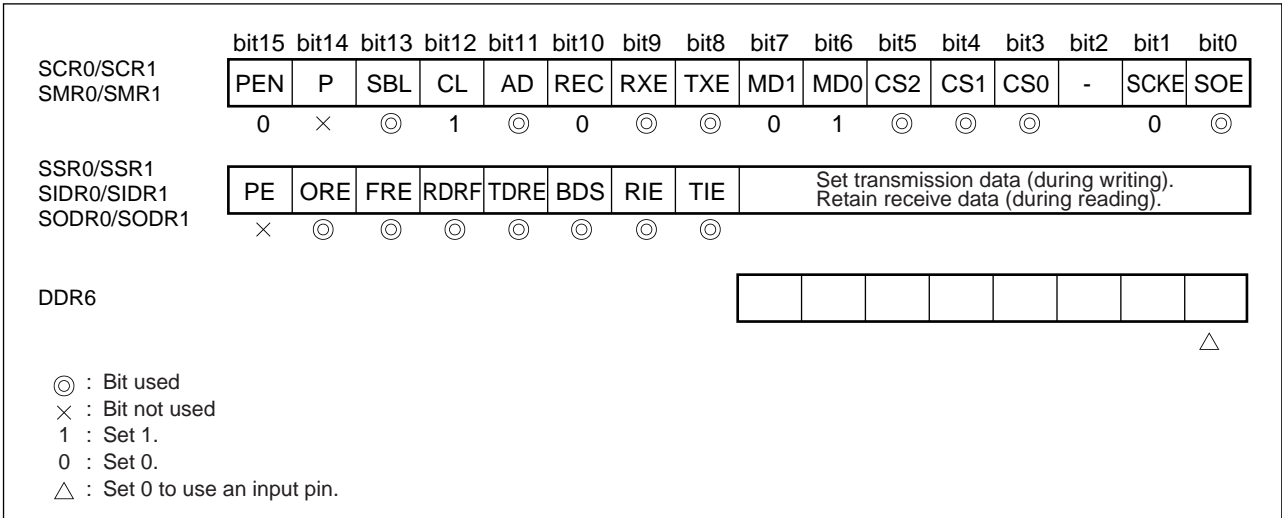 bit15 bit14 bit13 bit12 bit11 bit10 bit9 bit8 bit7 bit6 bit5 bit4 bit3 bit2 bit1 bit0
SCR0/SCR1
SMR0/SMR1
PEN P SBL CL AD REC RXE TXE MD1 MD0 CS2 CS1 CS0 - SCKE SOE
0 × ◎ 1 ◎ 0 ◎ ◎ 0 1 ◎ ◎ ◎ 0 ◎
SSR0/SSR1
SIDR0/SIDR1
SODR0/SODR1
PE ORE FRE RDRF TDRE BDS RIE TIE
Set transmission data (during writing).
Retain receive data (during reading).
× ◎ ◎ ◎ ◎ ◎ ◎ ◎
DDR6
△
◎ : Bit used
× : Bit not used
1 : Set 1.
0 : Set 0.
△ : Set 0 to use an input pin.